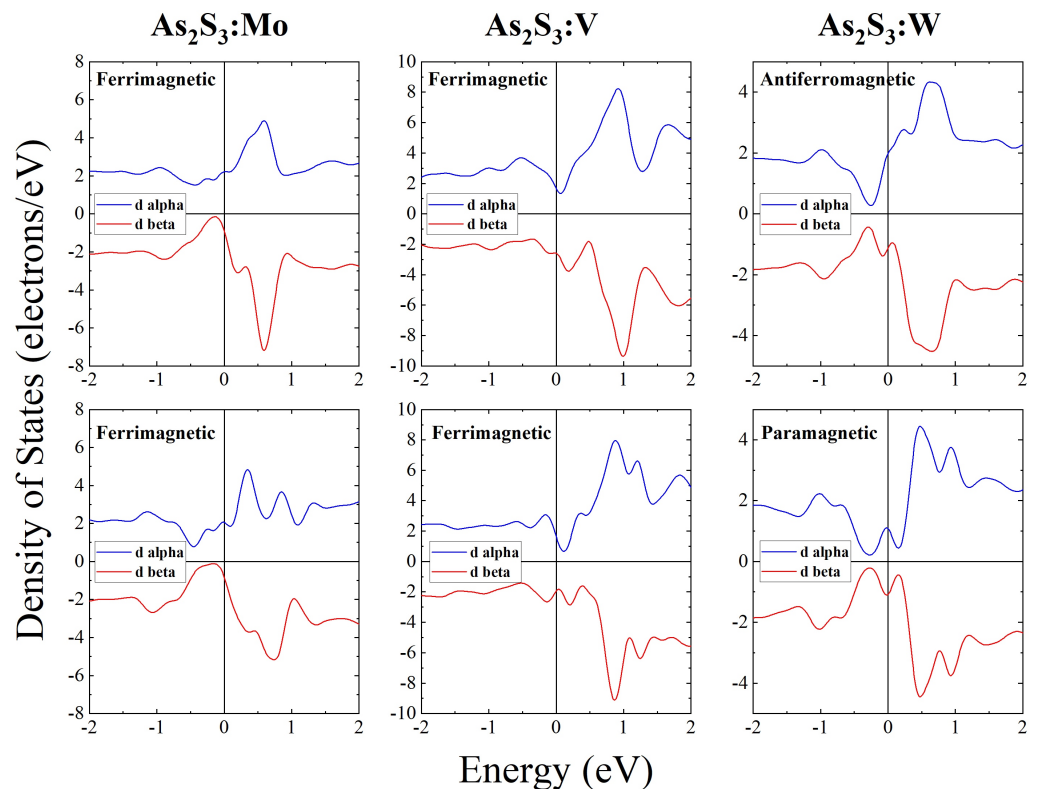 As₂S₃:Mo
As₂S₃:V
As₂S₃:W
Density of States (electrons/eV)
8
6
4
2
0
-2
-4
-6
-8
Ferrimagnetic
d alpha
d beta
-2 -1 0 1 2
10
8
6
4
2
0
-2
-4
-6
-8
-10
Ferrimagnetic
d alpha
d beta
-2 -1 0 1 2
4
2
0
-2
-4
Antiferromagnetic
d alpha
d beta
-2 -1 0 1 2
8
6
4
2
0
-2
-4
-6
-8
Ferrimagnetic
d alpha
d beta
-2 -1 0 1 2
10
8
6
4
2
0
-2
-4
-6
-8
-10
Ferrimagnetic
d alpha
d beta
-2 -1 0 1 2
4
2
0
-2
-4
Paramagnetic
d alpha
d beta
-2 -1 0 1 2
Energy (eV)